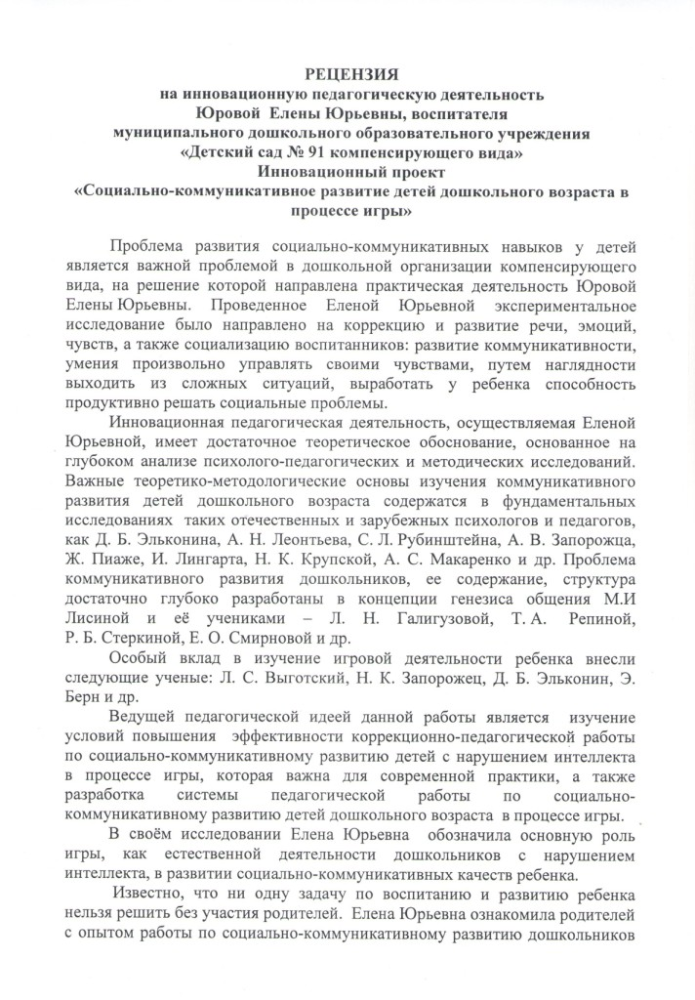 РЕЦЕНЗИЯ
на инновационную педагогическую деятельность
Юровой Елены Юрьевны, воспитателя
муниципального дошкольного образовательного учреждения
«Детский сад № 91 компенсирующего вида»
Инновационный проект
«Социально-коммуникативное развитие детей дошкольного возраста в
процессе игры»
Проблема развития социально-коммуникативных навыков у детей
является важной проблемой в дошкольной организации компенсирующего
вида, на решение которой направлена практическая деятельность Юровой
Елены Юрьевны. Проведенное Еленой Юрьевной экспериментальное
исследование было направлено на коррекцию и развитие речи, эмоций,
чувств, а также социализацию воспитанников: развитие коммуникативности,
умения произвольно управлять своими чувствами, путем наглядности
выходить из сложных ситуаций, выработать у ребенка способность
продуктивно решать социальные проблемы.
Инновационная педагогическая деятельность, осуществляемая Еленой
Юрьевной, имеет достаточное теоретическое обоснование, основанное на
глубоком анализе психолого-педагогических и методических исследований.
Важные теоретико-методологические основы изучения коммуникативного
развития детей дошкольного возраста содержатся в фундаментальных
исследованиях таких отечественных и зарубежных психологов и педагогов,
как Д. Б. Эльконина, А. Н. Леонтьева, С. Л. Рубинштейна, А. В. Запорожца,
Ж. Пиаже, И. Лингарта, Н. К. Крупской, А. С. Макаренко и др. Проблема
коммуникативного развития дошкольников, ее содержание, структура
достаточно глубоко разработаны в концепции генезиса общения М.И
Лисиной и её учениками – Л. Н. Галигузовой, Т. А. Репиной,
Р. Б. Стеркиной, Е. О. Смирновой и др.
Особый вклад в изучение игровой деятельности ребенка внесли
следующие ученые: Л. С. Выготский, Н. К. Запорожец, Д. Б. Эльконин, Э.
Берн и др.
Ведущей педагогической идеей данной работы является изучение
условий повышения эффективности коррекционно-педагогической работы
по социально-коммуникативному развитию детей с нарушением интеллекта
в процессе игры, которая важна для современной практики, а также
разработка системы педагогической работы по социально-
коммуникативному развитию детей дошкольного возраста в процессе игры.
В своём исследовании Елена Юрьевна обозначила основную роль
игры, как естественной деятельности дошкольников с нарушением
интеллекта, в развитии социально-коммуникативных качеств ребенка.
Известно, что ни одну задачу по воспитанию и развитию ребенка
нельзя решить без участия родителей. Елена Юрьевна ознакомила родителей
с опытом работы по социально-коммуникативному развитию дошкольников